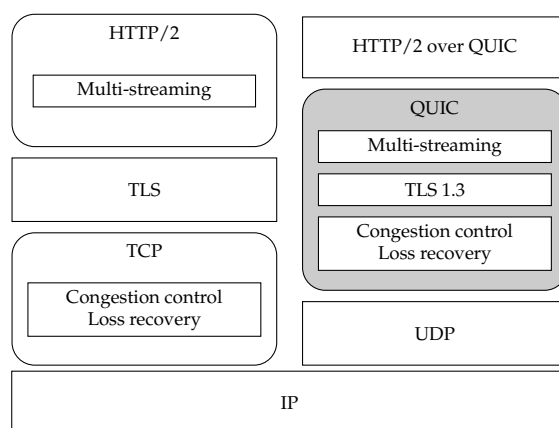 HTTP/2
Multi-streaming
TLS
TCP
Congestion control
Loss recovery
HTTP/2 over QUIC
QUIC
Multi-streaming
TLS 1.3
Congestion control
Loss recovery
UDP
IP